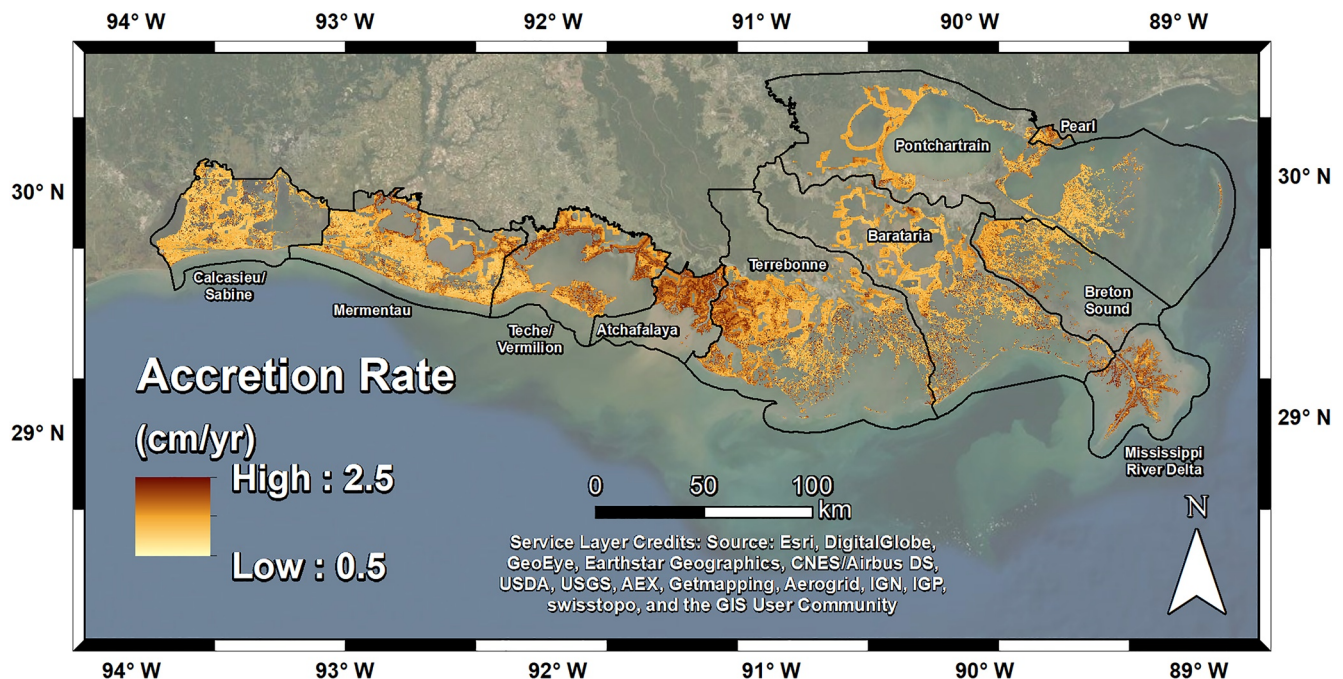 94° W 93° W 92° W 91° W 90° W 89° W
Pearl
Pontchartrain
30° N 30° N
Barataria
Terrebonne
Calcasieu/
Sabine
Mermentau
Breton
Sound
Teche/
Vermilion
Atchafalaya
Accretion Rate
(cm/yr)
High : 2.5
Low : 0.5
29° N 29° N
Mississippi
River Delta
0 50 100
km
N
Service Layer Credits: Source: Esri, DigitalGlobe,
GeoEye, Earthstar Geographics, CNES/Airbus DS,
USDA, USGS, AEX, Getmapping, Aerogrid, IGN, IGP,
swisstopo, and the GIS User Community
94° W 93° W 92° W 91° W 90° W 89° W